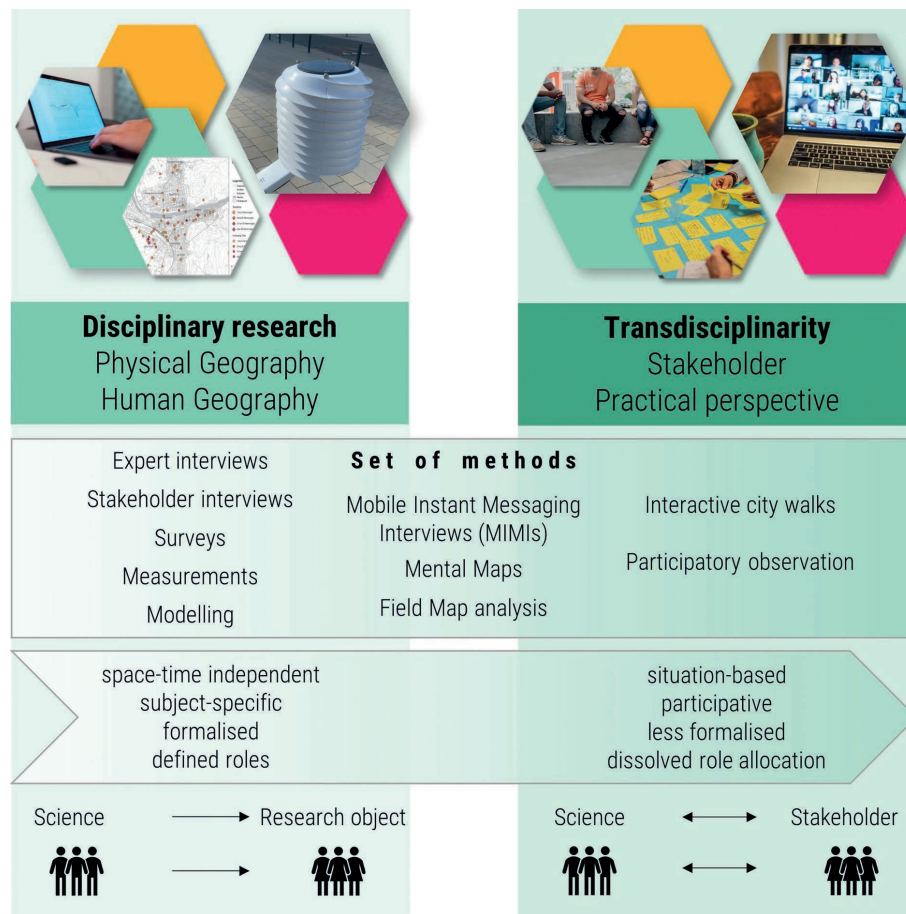 Disciplinary research
Physical Geography
Human Geography
Transdisciplinarity
Stakeholder
Practical perspective
Set of methods
Expert interviews
Stakeholder interviews
Surveys
Measurements
Modelling
Mobile Instant Messaging
Interviews (MIMIs)
Mental Maps
Field Map analysis
Interactive city walks
Participatory observation
space-time independent
subject-specific
formalised
defined roles
situation-based
participative
less formalised
dissolved role allocation
Science
Research object
Science
Stakeholder